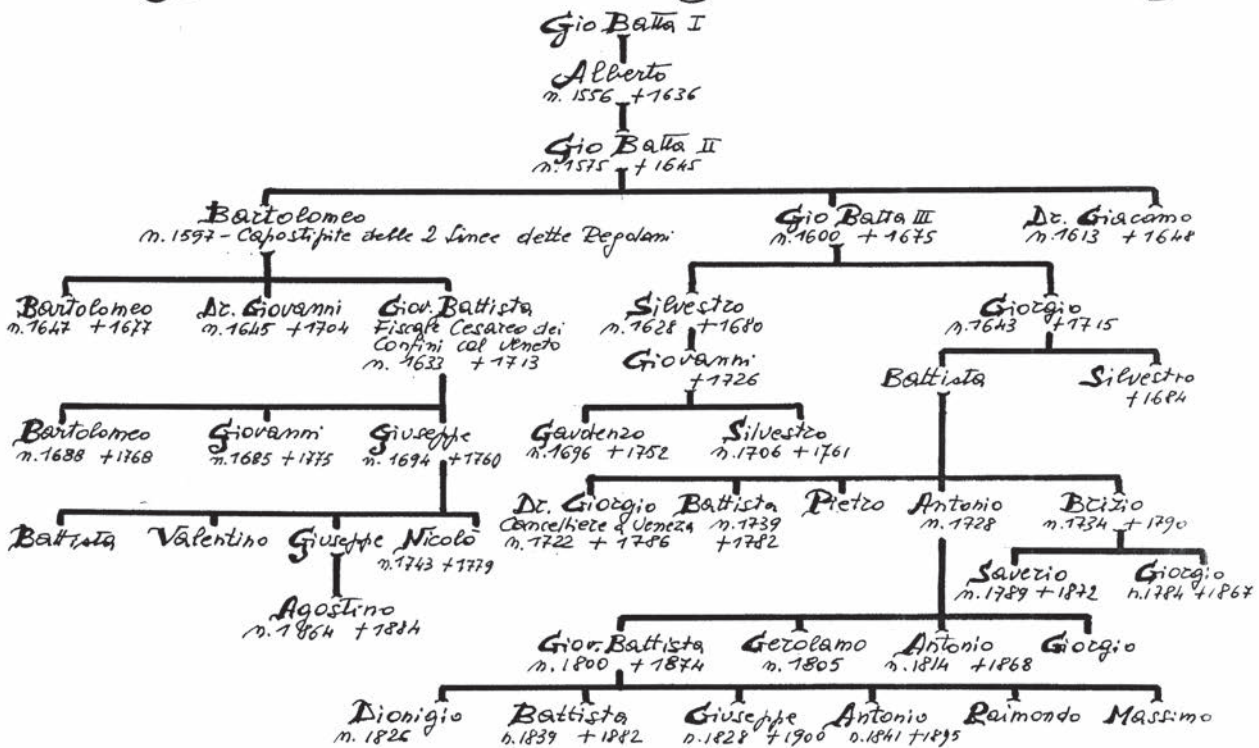 Gio Batta I
Alberto
n. 1556 +1636
Gio Batta II
n. 1575 +1645
Bartolomeo
n. 1597 - Capostipite delle 2 linee dette Regolani
Gio Batta III
n. 1600 +1675
Dr. Giacomo
n. 1613 +1648
Bartolomeo
n. 1647 +1677
Dr. Giovanni
n. 1645 +1704
Giov. Battista
Fiscale Cesareo dei
Confini col Veneto
n. 1633 +1713
Silvestro
n. 1628 +1680
Giorgio
n. 1643 +1715
Giovanni
+1726
Battista
Silvestro
+1684
Bartolomeo
n. 1688 +1768
Giovanni
n. 1685 +1775
Giuseppe
n. 1694 +1760
Gaudenzo
n. 1696 +1752
Silvestro
n. 1706 +1761
Dr. Giorgio
Cancelliere a Veneza
n. 1722 +1786
Battista
n. 1739
+1782
Pietro
Antonio
n. 1728
Brizio
n. 1734 +1790
Battista
Valentino
Giuseppe
Nicolò
n. 1743 +1779
Saverio
n. 1789 +1872
Giorgio
n. 1784 +1867
Agostino
n. 1864 +1884
Giov. Battista
n. 1800 +1874
Gerolamo
n. 1805
Antonio
n. 1814 +1868
Giorgio
Dionigio
n. 1826
Battista
n. 1839 +1882
Giuseppe
n. 1828 +1900
Antonio
n. 1841 +1895
Raimondo
Massimo